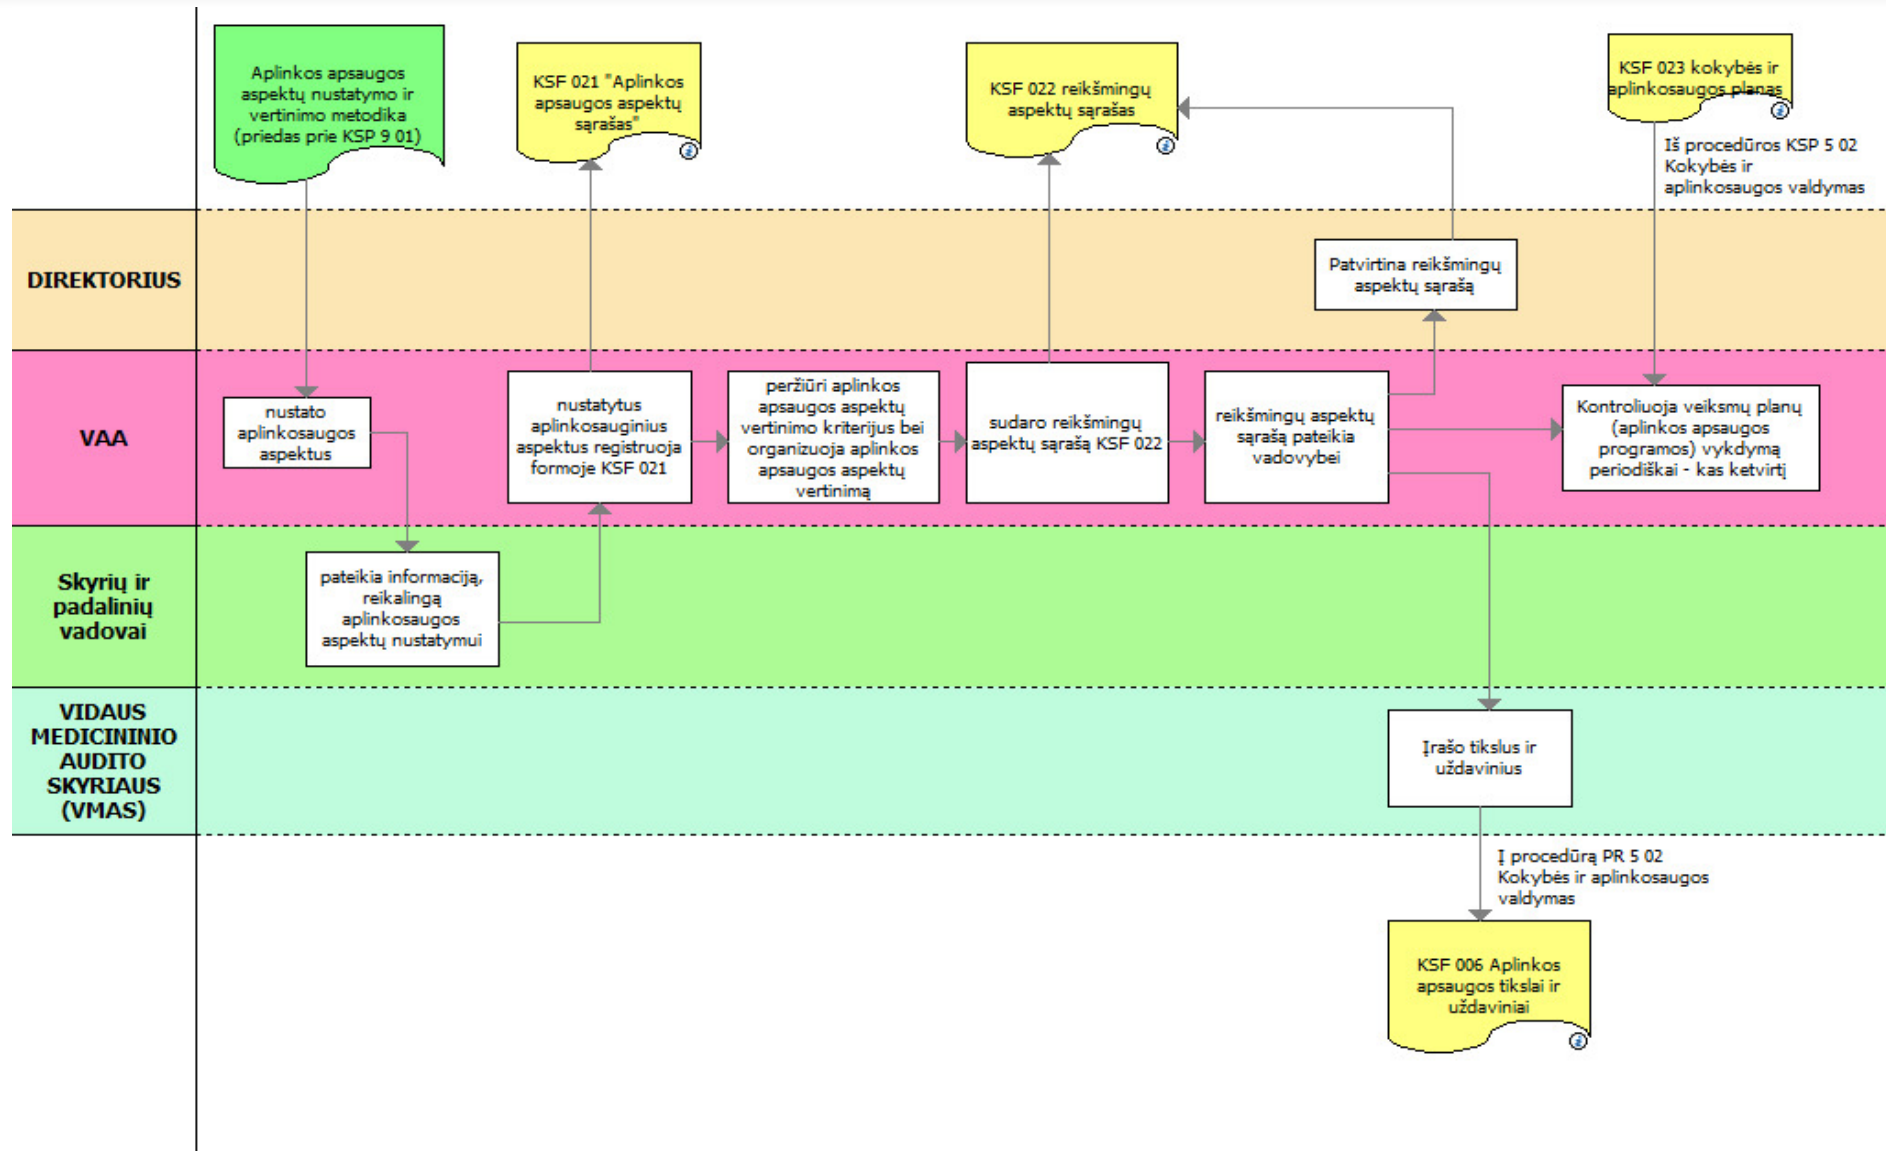 Aplinkos apsaugos
aspektų nustatymo ir
vertinimo metodika
(priedas prie KSP 9 01)
KSF 021 "Aplinkos
apsaugos aspektų
sąrašas"
KSF 022 reikšmingų
aspektų sąrašas
KSF 023 kokybės ir
aplinkosaugos planas
Iš procedūros KSP 5 02
Kokybės ir
aplinkosaugos valdymas
DIREKTORIUS
Patvirtina reikšmingų
aspektų sąrašą
VAA
nustato
aplinkosaugos
aspektus
nustatytus
aplinkosauginius
aspektus registruoja
formoje KSF 021
peržiūri aplinkos
apsaugos aspektų
vertinimo kriterijus bei
organizuoja aplinkos
apsaugos aspektų
vertinimą
sudaro reikšmingų
aspektų sąrašą KSF 022
reikšmingų aspektų
sąrašą pateikia
vadovybei
Kontroliuoja veiksmų planų
(aplinkos apsaugos
programos) vykdymą
periodiškai - kas ketvirtį
Skyrių ir
padalinių
vadovai
pateikia informaciją,
reikalingą
aplinkosaugos
aspektų nustatymui
VIDAUS
MEDICININIO
AUDITO
SKYRIAUS
(VMAS)
Įrašo tikslus ir
uždavinius
Į procedūrą PR 5 02
Kokybės ir aplinkosaugos
valdymas
KSF 006 Aplinkos
apsaugos tikslai ir
uždaviniai